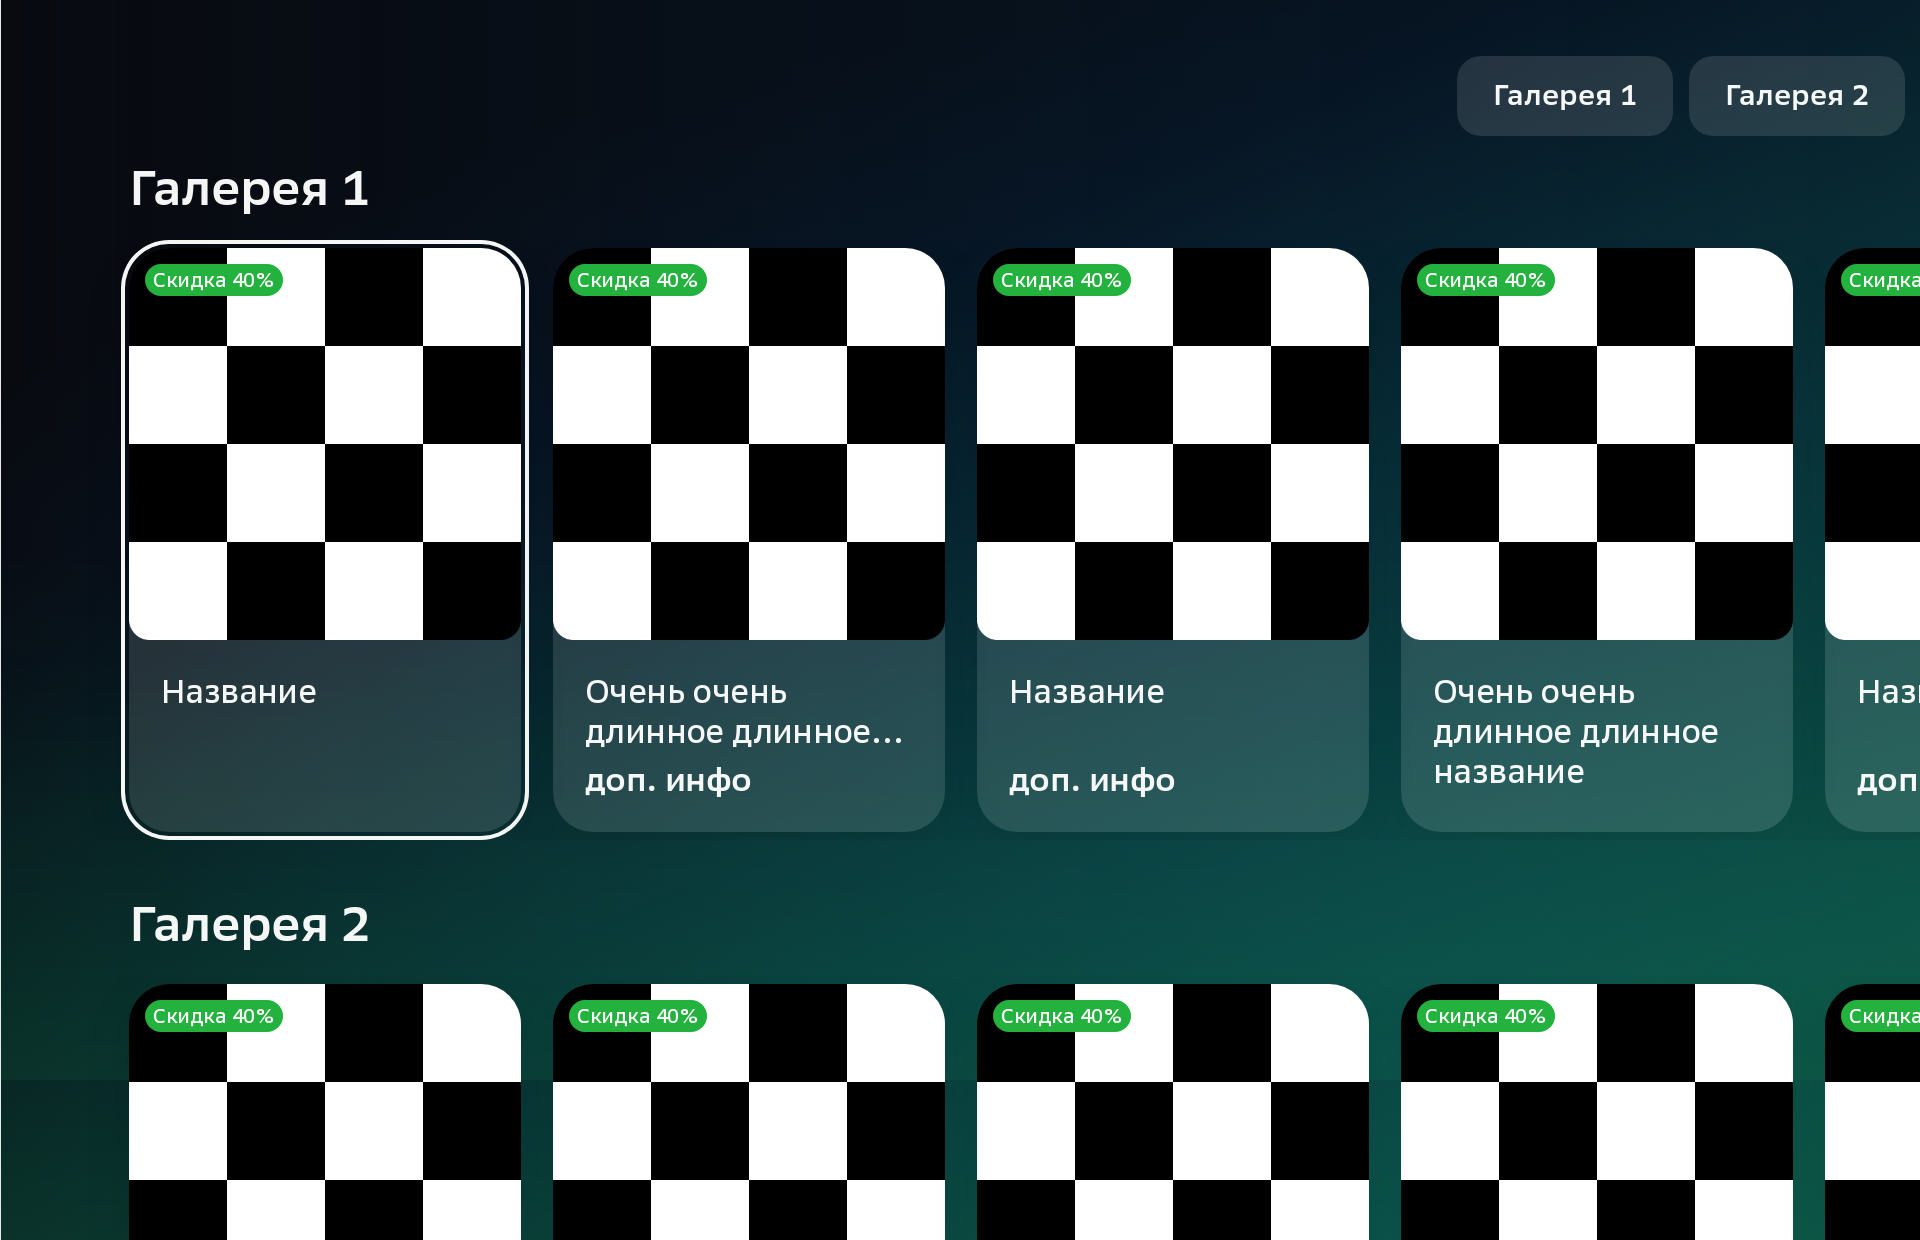 Галерея 1
Галерея 2
Галерея 1
Скидка 40%
Скидка 40%
Скидка 40%
Скидка 40%
Скидка
Название
Очень очень
длинное длинное...
доп. инфо
Название
доп. инфо
Очень очень
длинное длинное
название
доп
Галерея 2
Скидка 40%
Скидка 40%
Скидка 40%
Скидка 40%
Скидка